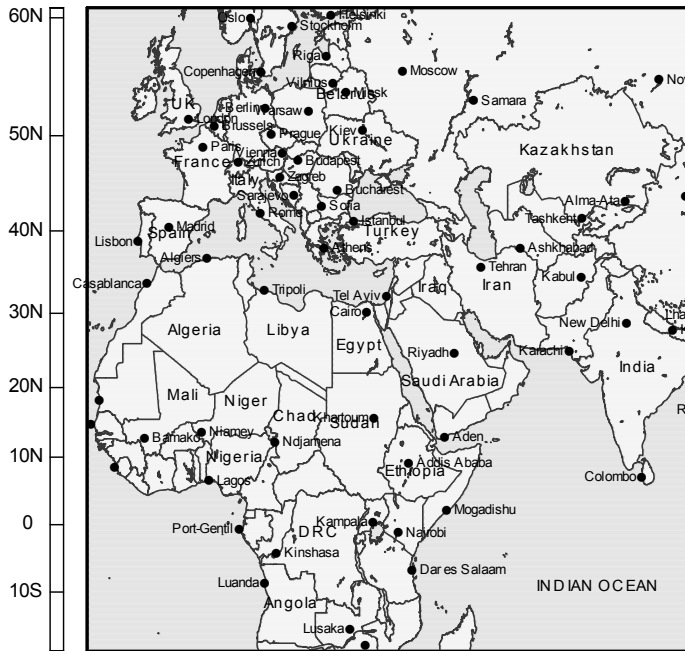 60N
50N
40N
30N
20N
10N
0
10S
Oslo
Helsinki
Stockholm
Riga
Copenhagen
Moscow
Vilnius
Minsk
Belarus
Samara
UK
London
Berlin
Warsaw
Brussels
Prague
Kiev
Ukraine
Kazakhstan
Paris
Vienna
France
Zurich
Budapest
Italy
Zagreb
Bucharest
Sarajevo
Alma-Ata
Sofia
Rome
Istanbul
Tashkent
Spain
Madrid
Turkey
Lisbon
Athens
Ashkhabad
Algiers
Tehran
Kabul
Iran
Casablanca
Tripoli
Tel Aviv
Iraq
Cairo
Lha
New Delhi
Algeria
Libya
Egypt
Riyadh
Karachi
India
Saudi Arabia
Mali
Niger
Chad
Khartoum
Sudan
R
Bamako
Niamey
Ndjamena
Aden
Nigeria
Addis Ababa
Ethiopia
Lagos
Colombo
Mogadishu
Port-Gentil
DRC
Kampala
Nairobi
Kinshasa
Dar es Salaam
Luanda
INDIAN OCEAN
Angola
Lusaka